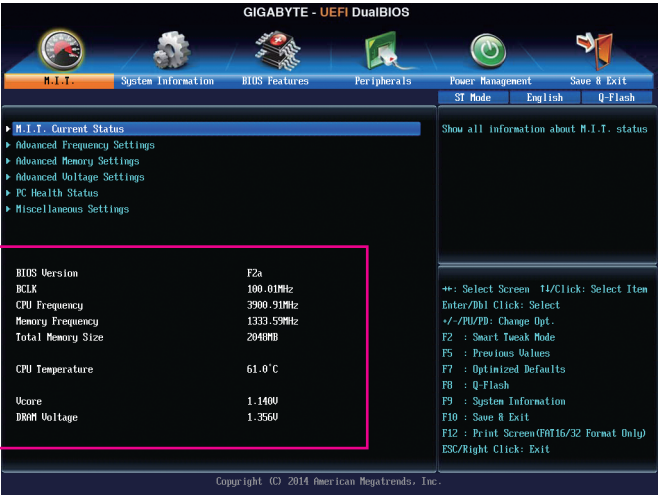 GIGABYTE - UEFI DualBIOS
M.I.T. System Information BIOS Features Peripherals Power Management Save & Exit
ST Mode English Q-Flash
M.I.T. Current Status
Advanced Frequency Settings
Advanced Memory Settings
Advanced Voltage Settings
PC Health Status
Miscellaneous Settings
Show all information about M.I.T. status
BIOS Version F2a
BCLK 100.01MHz
CPU Frequency 3900.91MHz
Memory Frequency 1333.59MHz
Total Memory Size 2048MB
CPU Temperature 61.0°C
Vcore 1.140V
DRAM Voltage 1.356V
↔: Select Screen ↑↓/Click: Select Item
Enter/Dbl Click: Select
+/-/PU/PD: Change Opt.
F2 : Smart Tweak Mode
F5 : Previous Values
F7 : Optimized Defaults
F8 : Q-Flash
F9 : System Information
F10 : Save & Exit
F12 : Print Screen(FAT16/32 Format Only)
ESC/Right Click: Exit
Copyright (C) 2014 American Megatrends, Inc.